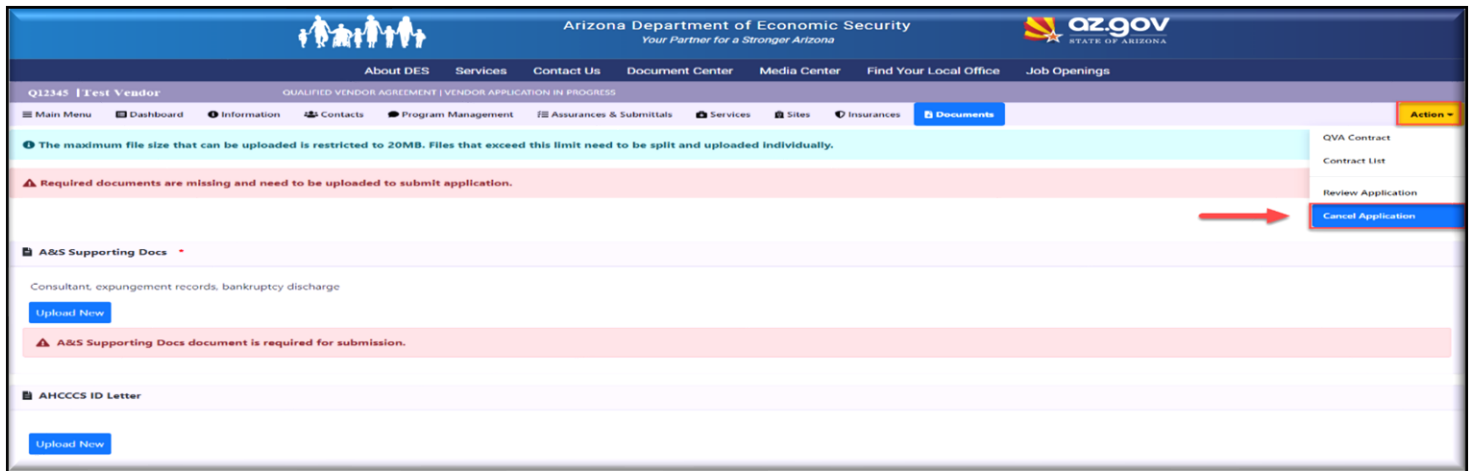 Arizona Department of Economic Security
Your Partner for a Stronger Arizona
az.gov
STATE OF ARIZONA
About DES Services Contact Us Document Center Media Center Find Your Local Office Job Openings
Q12345 | Test Vendor QUALIFIED VENDOR AGREEMENT | VENDOR APPLICATION IN PROGRESS
Main Menu Dashboard Information Contacts Program Management Assurances & Submittals Services Sites Insurances Documents Action
The maximum file size that can be uploaded is restricted to 20MB. Files that exceed this limit need to be split and uploaded individually.
QVA Contract
Contract List
Required documents are missing and need to be uploaded to submit application.
Review Application
Cancel Application
A&S Supporting Docs *
Consultant, expungement records, bankruptcy discharge
Upload New
A&S Supporting Docs document is required for submission.
AHCCCS ID Letter
Upload New